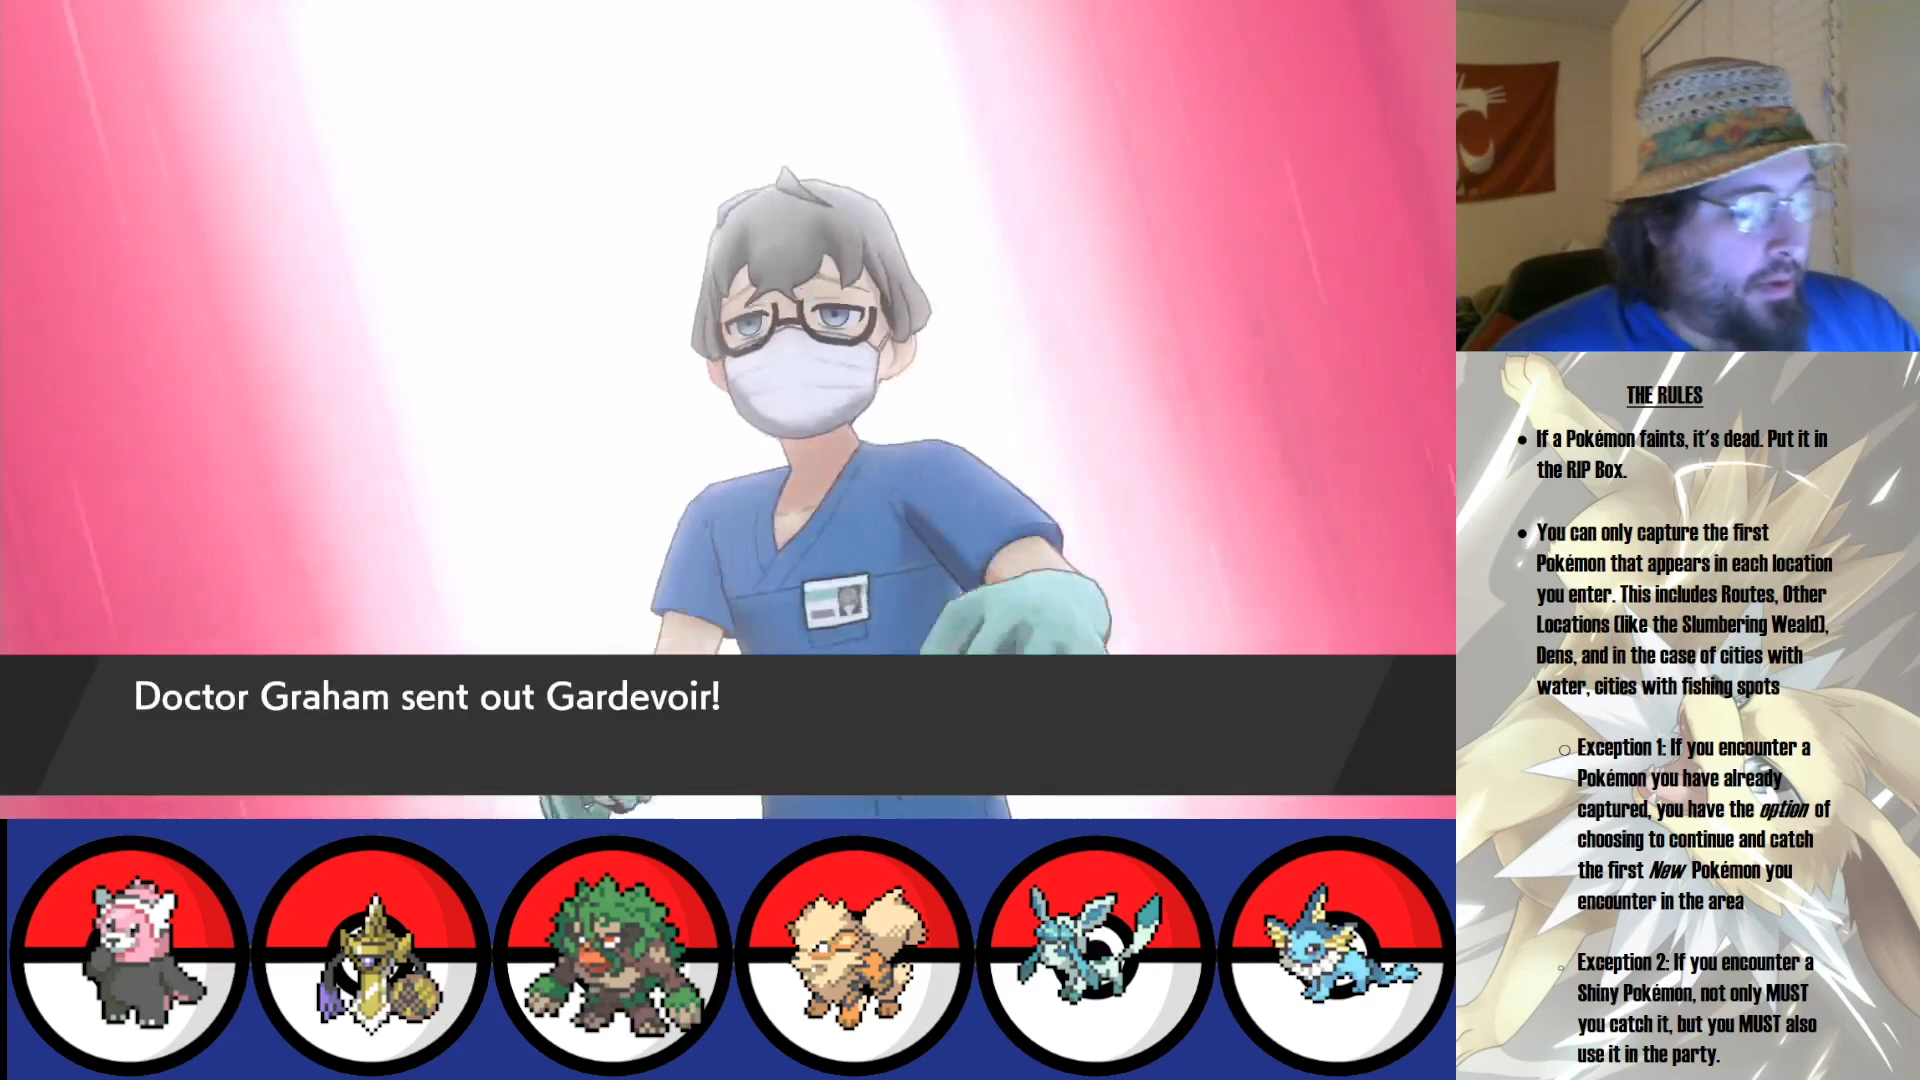 Doctor Graham sent out Gardevoir!
THE RULES
• If a Pokémon faints, it's dead. Put it in
the RIP Box.
• You can only capture the first
Pokémon that appears in each location
you enter. This includes Routes, Other
Locations (like the Slumbering Weald),
Dens, and in the case of cities with
water, cities with fishing spots
○ Exception 1: If you encounter a
Pokémon you have already
captured, you have the option of
choosing to continue and catch
the first New Pokémon you
encounter in the area
○ Exception 2: If you encounter a
Shiny Pokémon, not only MUST
you catch it, but you MUST also
use it in the party.